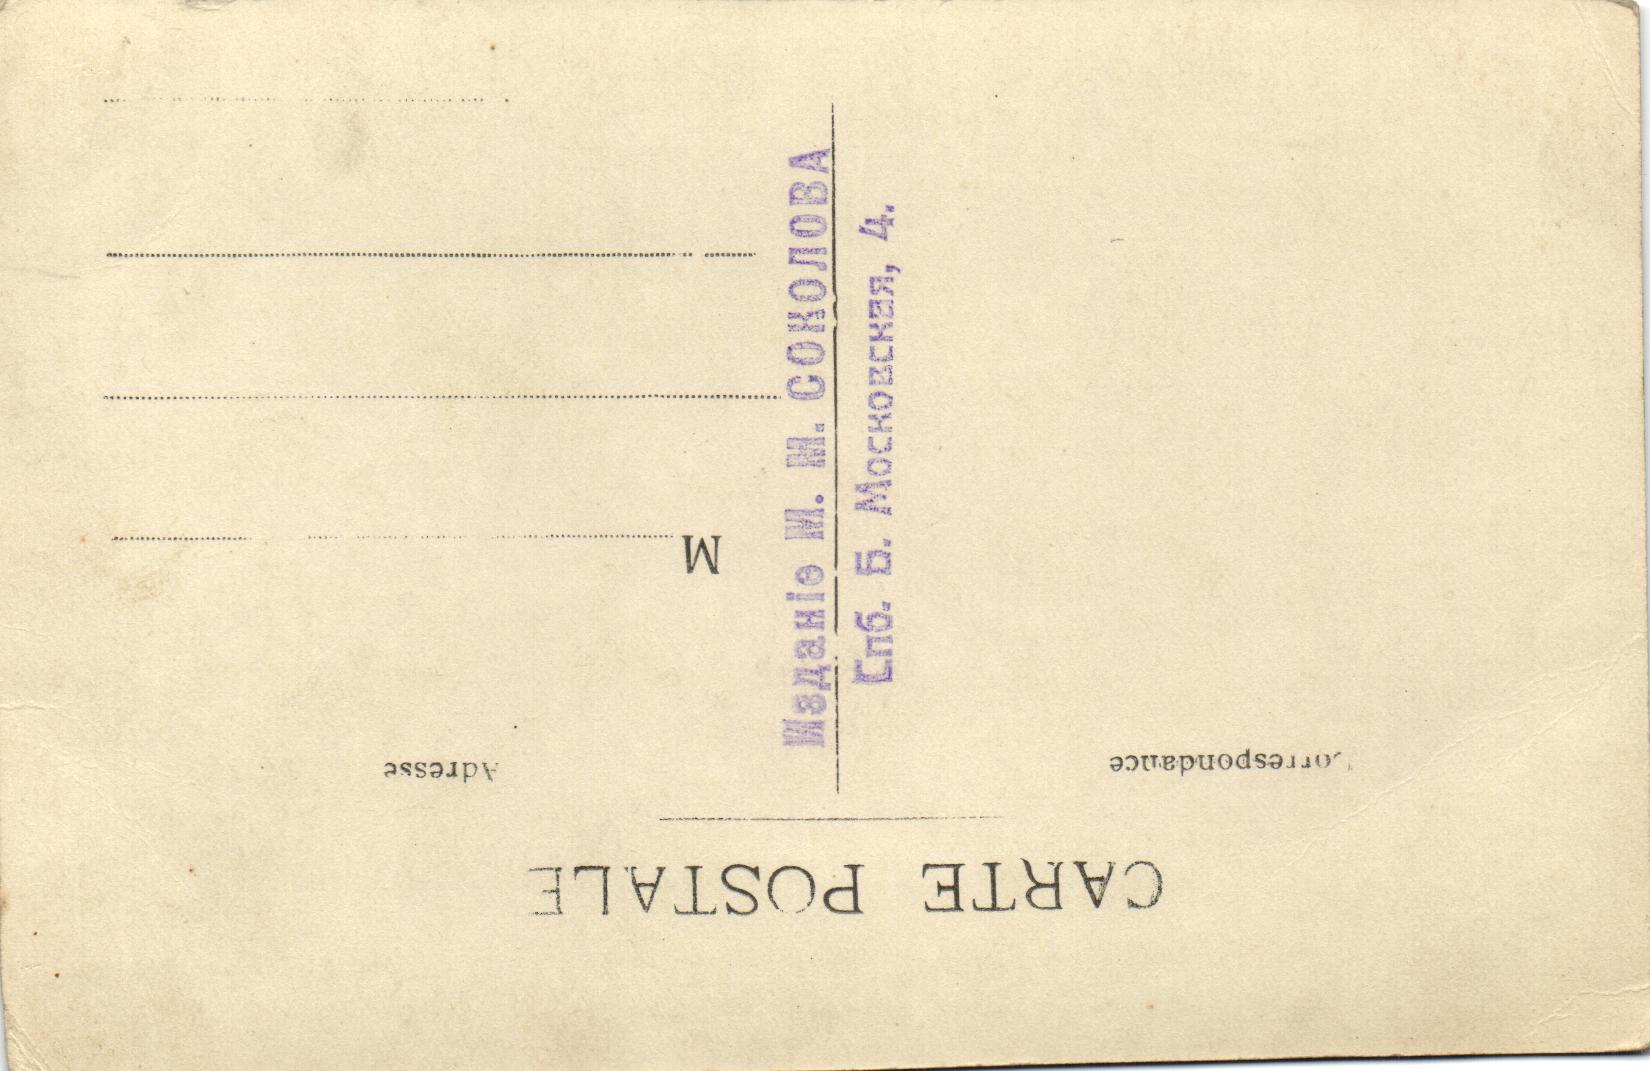 CARTE POSTALE
Correspondance
Adresse
M
Изданіе М. М. СОКОЛОВА
Спб. Б. Московская, 4.